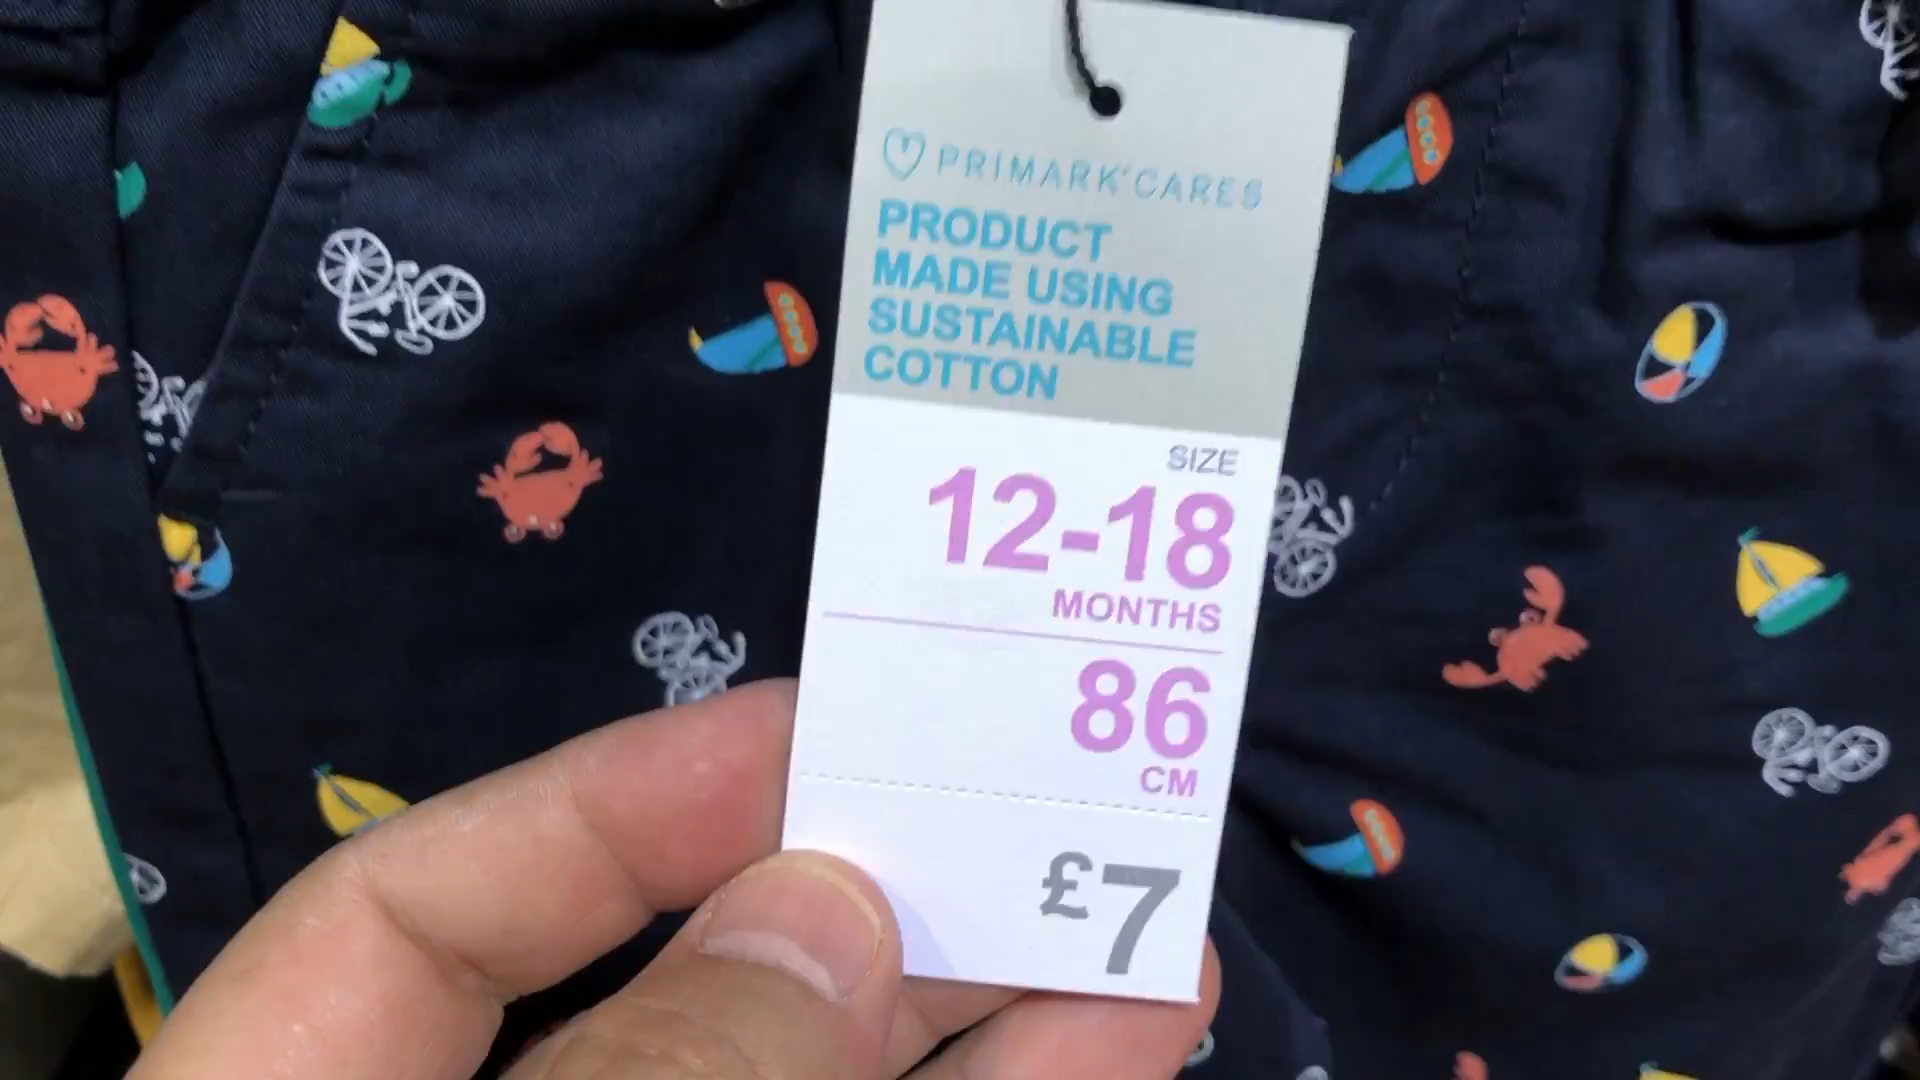 PRIMARK®CARES
PRODUCT
MADE USING
SUSTAINABLE
COTTON
SIZE
12-18
MONTHS
86
CM
£7